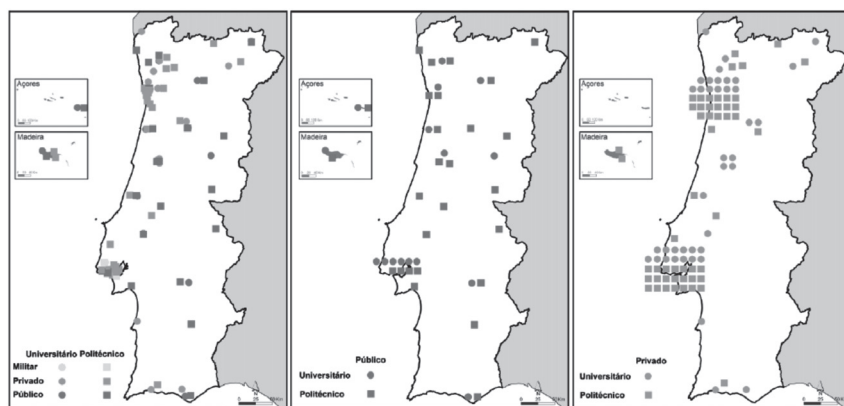 Açores
Madeira
Universitário Politécnico
Militar
Privado
Público
Açores
Madeira
Público
Universitário
Politécnico
Açores
Madeira
Privado
Universitário
Politécnico